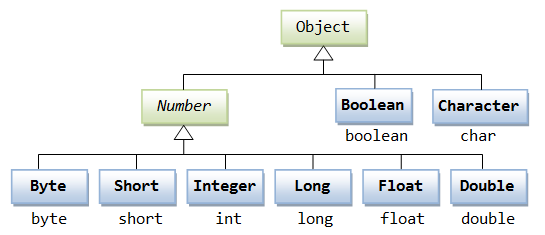 Object
Number Boolean Character
boolean char
Byte Short Integer Long Float Double
byte short int long float double